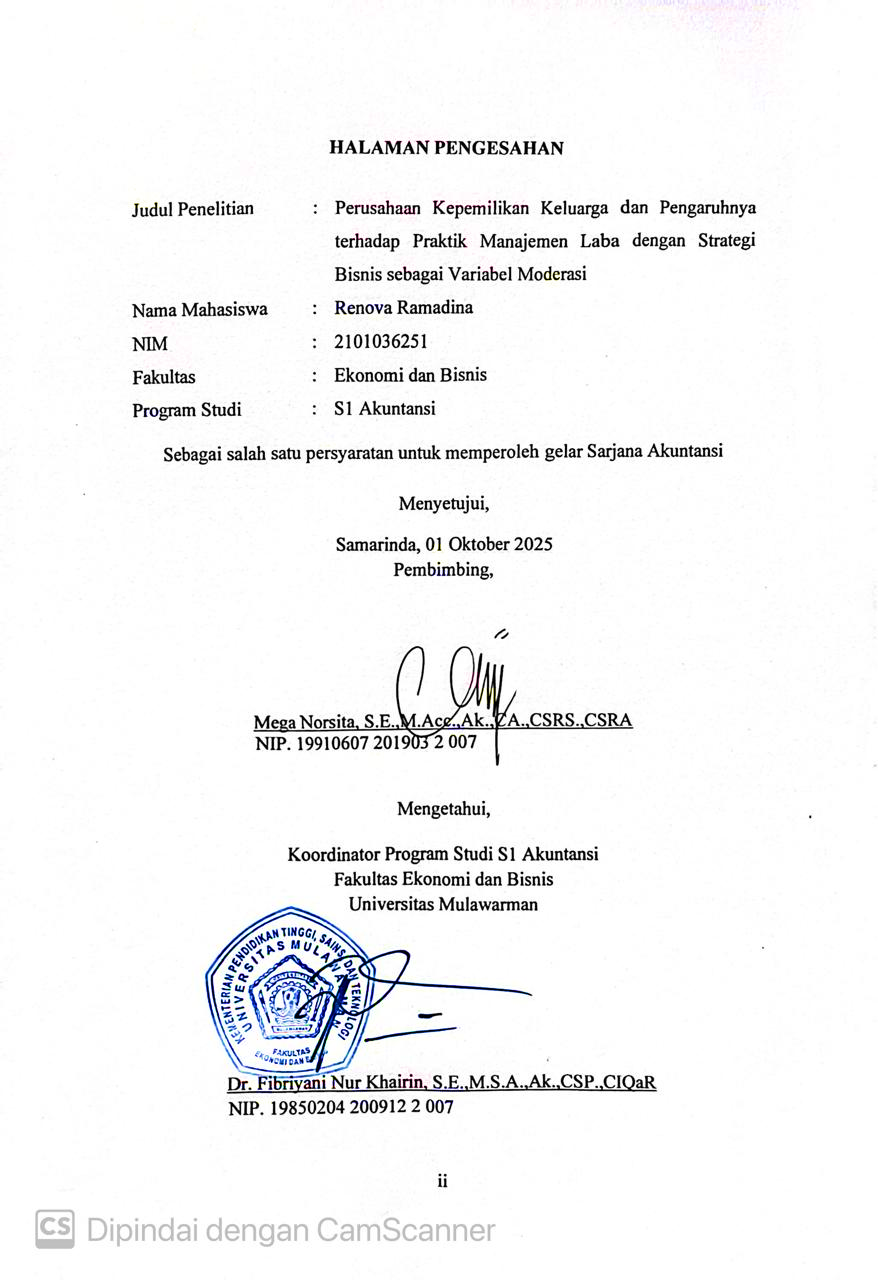 HALAMAN PENGESAHAN
Judul Penelitian : Perusahaan Kepemilikan Keluarga dan Pengaruhnya
terhadap Praktik Manajemen Laba dengan Strategi
Bisnis sebagai Variabel Moderasi
Nama Mahasiswa : Renova Ramadina
NIM : 2101036251
Fakultas : Ekonomi dan Bisnis
Program Studi : S1 Akuntansi
Sebagai salah satu persyaratan untuk memperoleh gelar Sarjana Akuntansi
Menyetujui,
Samarinda, 01 Oktober 2025
Pembimbing,
Mega Norsita, S.E.,M.Acc.,Ak.,CA.,CSRS.,CSRA
NIP. 19910607 201903 2 007
Mengetahui,
Koordinator Program Studi S1 Akuntansi
Fakultas Ekonomi dan Bisnis
Universitas Mulawarman
KEMENTERIAN PENDIDIKAN TINGGI, SAINS, DAN TEKNOLOGI
UNIVERSITAS MULAWARMAN
FAKULTAS
EKONOMI DAN
Dr. Fibriyani Nur Khairin, S.E.,M.S.A.,Ak.,CSP.,CIQaR
NIP. 19850204 200912 2 007
ii
CS Dipindai dengan CamScanner